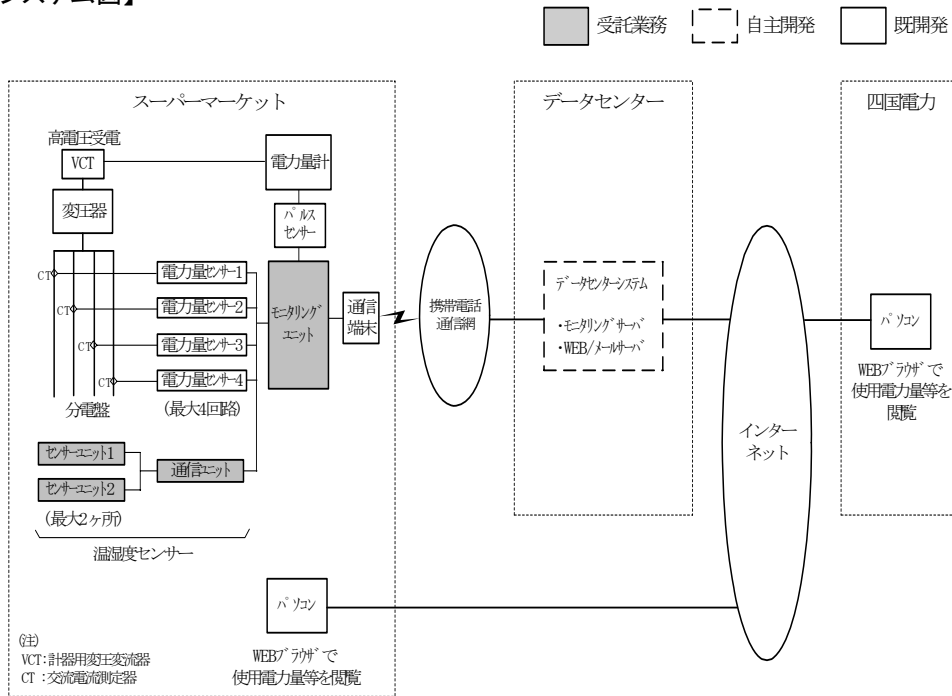 システム図】
受託業務
自主開発
既開発
スーパーマーケット
データセンター
四国電力
高電圧受電
VCT
電力量計
変圧器
パルス
センサー
CT
電力量センサー1
CT
電力量センサー2
CT
電力量センサー3
CT
電力量センサー4
分電盤
(最大4回路)
モニタリング
ユニット
通信
端末
携帯電話
通信網
データセンターシステム
・モニタリングサーバ
・WEB/メールサーバ
インター
ネット
パソコン
WEBブラウザで
使用電力量等を
閲覧
センサーユニット1
センサーユニット2
通信ユニット
(最大2ヶ所)
温湿度センサー
パソコン
WEBブラウザで
使用電力量等を閲覧
(注)
VCT:計器用変圧変流器
CT :交流電流測定器